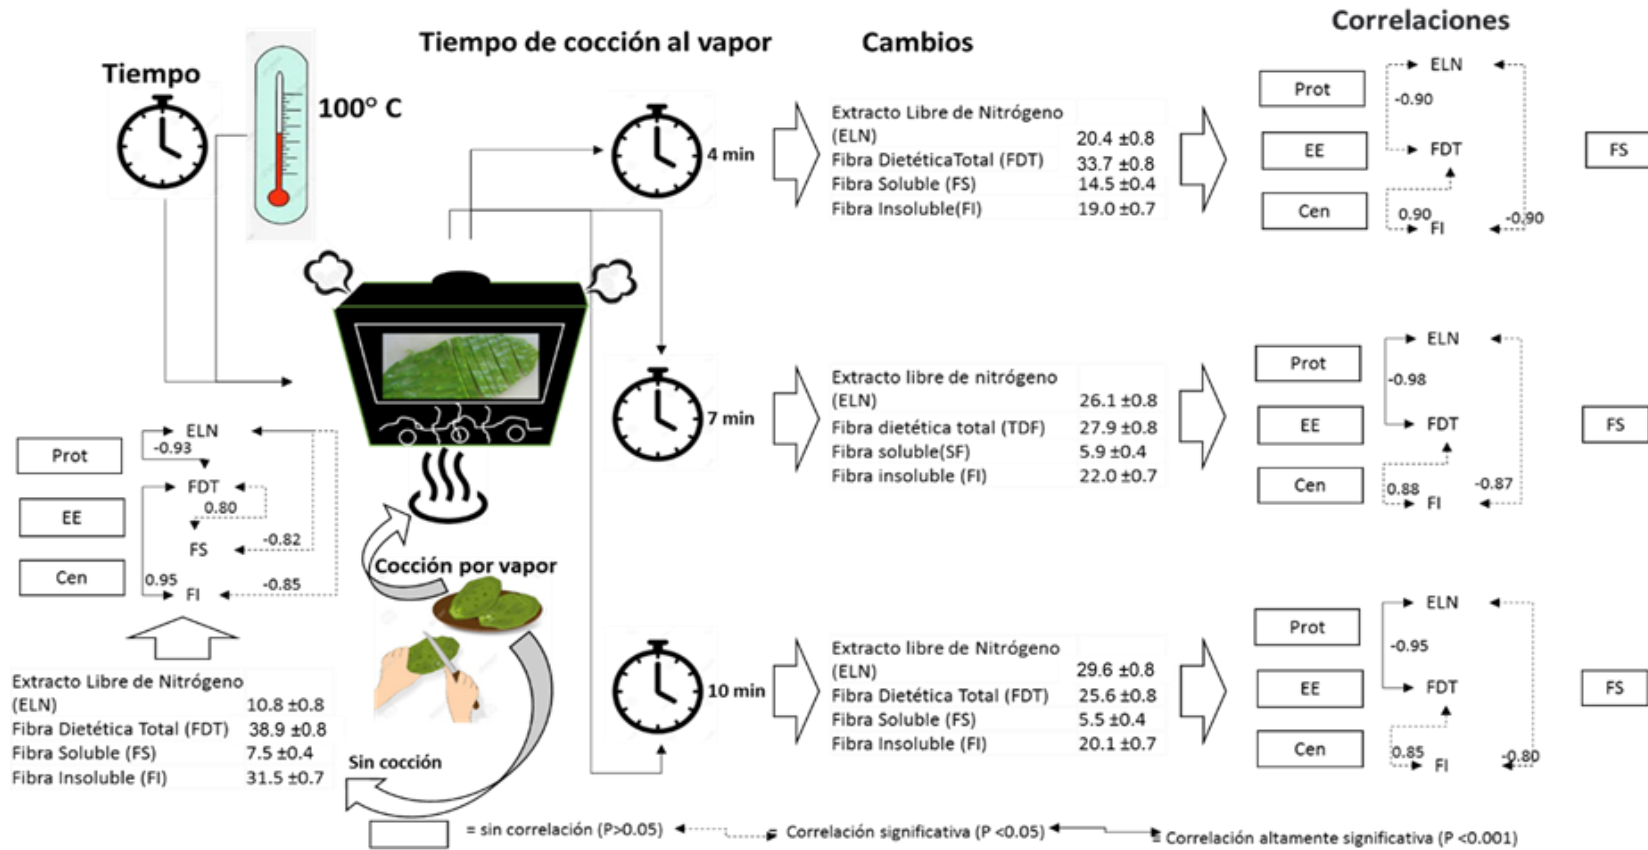 Correlaciones
Tiempo de cocción al vapor
Cambios
Tiempo
100° C
4 min
Extracto Libre de Nitrógeno
(ELN) 20.4 ±0.8
Fibra DietéticaTotal (FDT) 33.7 ±0.8
Fibra Soluble (FS) 14.5 ±0.4
Fibra Insoluble(FI) 19.0 ±0.7
Prot
EE
Cen
ELN
-0.90
FDT
0.90
FI
-0.90
FS
7 min
Extracto libre de nitrógeno
(ELN) 26.1 ±0.8
Fibra dietética total (TDF) 27.9 ±0.8
Fibra soluble(SF) 5.9 ±0.4
Fibra insoluble (FI) 22.0 ±0.7
Prot
EE
Cen
ELN
-0.98
FDT
0.88
FI
-0.87
FS
10 min
Extracto libre de Nitrógeno
(ELN) 29.6 ±0.8
Fibra Dietética Total (FDT) 25.6 ±0.8
Fibra Soluble (FS) 5.5 ±0.4
Fibra Insoluble (FI) 20.1 ±0.7
Prot
EE
Cen
ELN
-0.95
FDT
0.85
FI
-0.80
FS
Prot
EE
Cen
ELN
-0.93
FDT
0.80
FS
-0.82
0.95
FI
-0.85
Cocción por vapor
Sin cocción
Extracto Libre de Nitrógeno
(ELN) 10.8 ±0.8
Fibra Dietética Total (FDT) 38.9 ±0.8
Fibra Soluble (FS) 7.5 ±0.4
Fibra Insoluble (FI) 31.5 ±0.7
= sin correlación (P>0.05)
= Correlación significativa (P <0.05)
= Correlación altamente significativa (P <0.001)